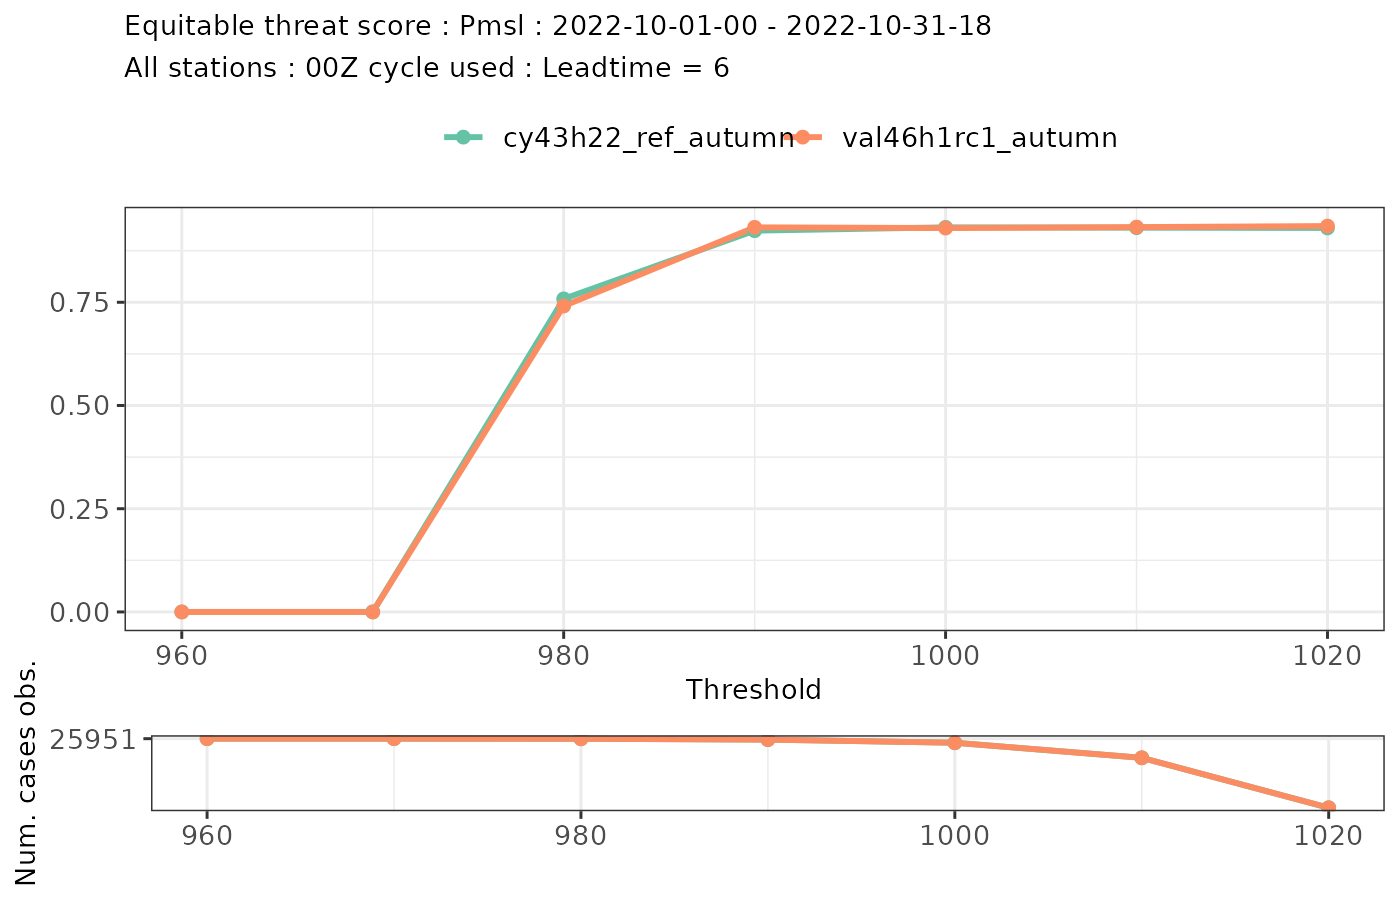 Equitable threat score : Pmsl : 2022-10-01-00 - 2022-10-31-18
All stations : 00Z cycle used : Leadtime = 6
cy43h22_ref_autumn val46h1rc1_autumn
0.75
0.50
0.25
0.00
960 980 1000 1020
Threshold
Num. cases obs.
25951
960 980 1000 1020